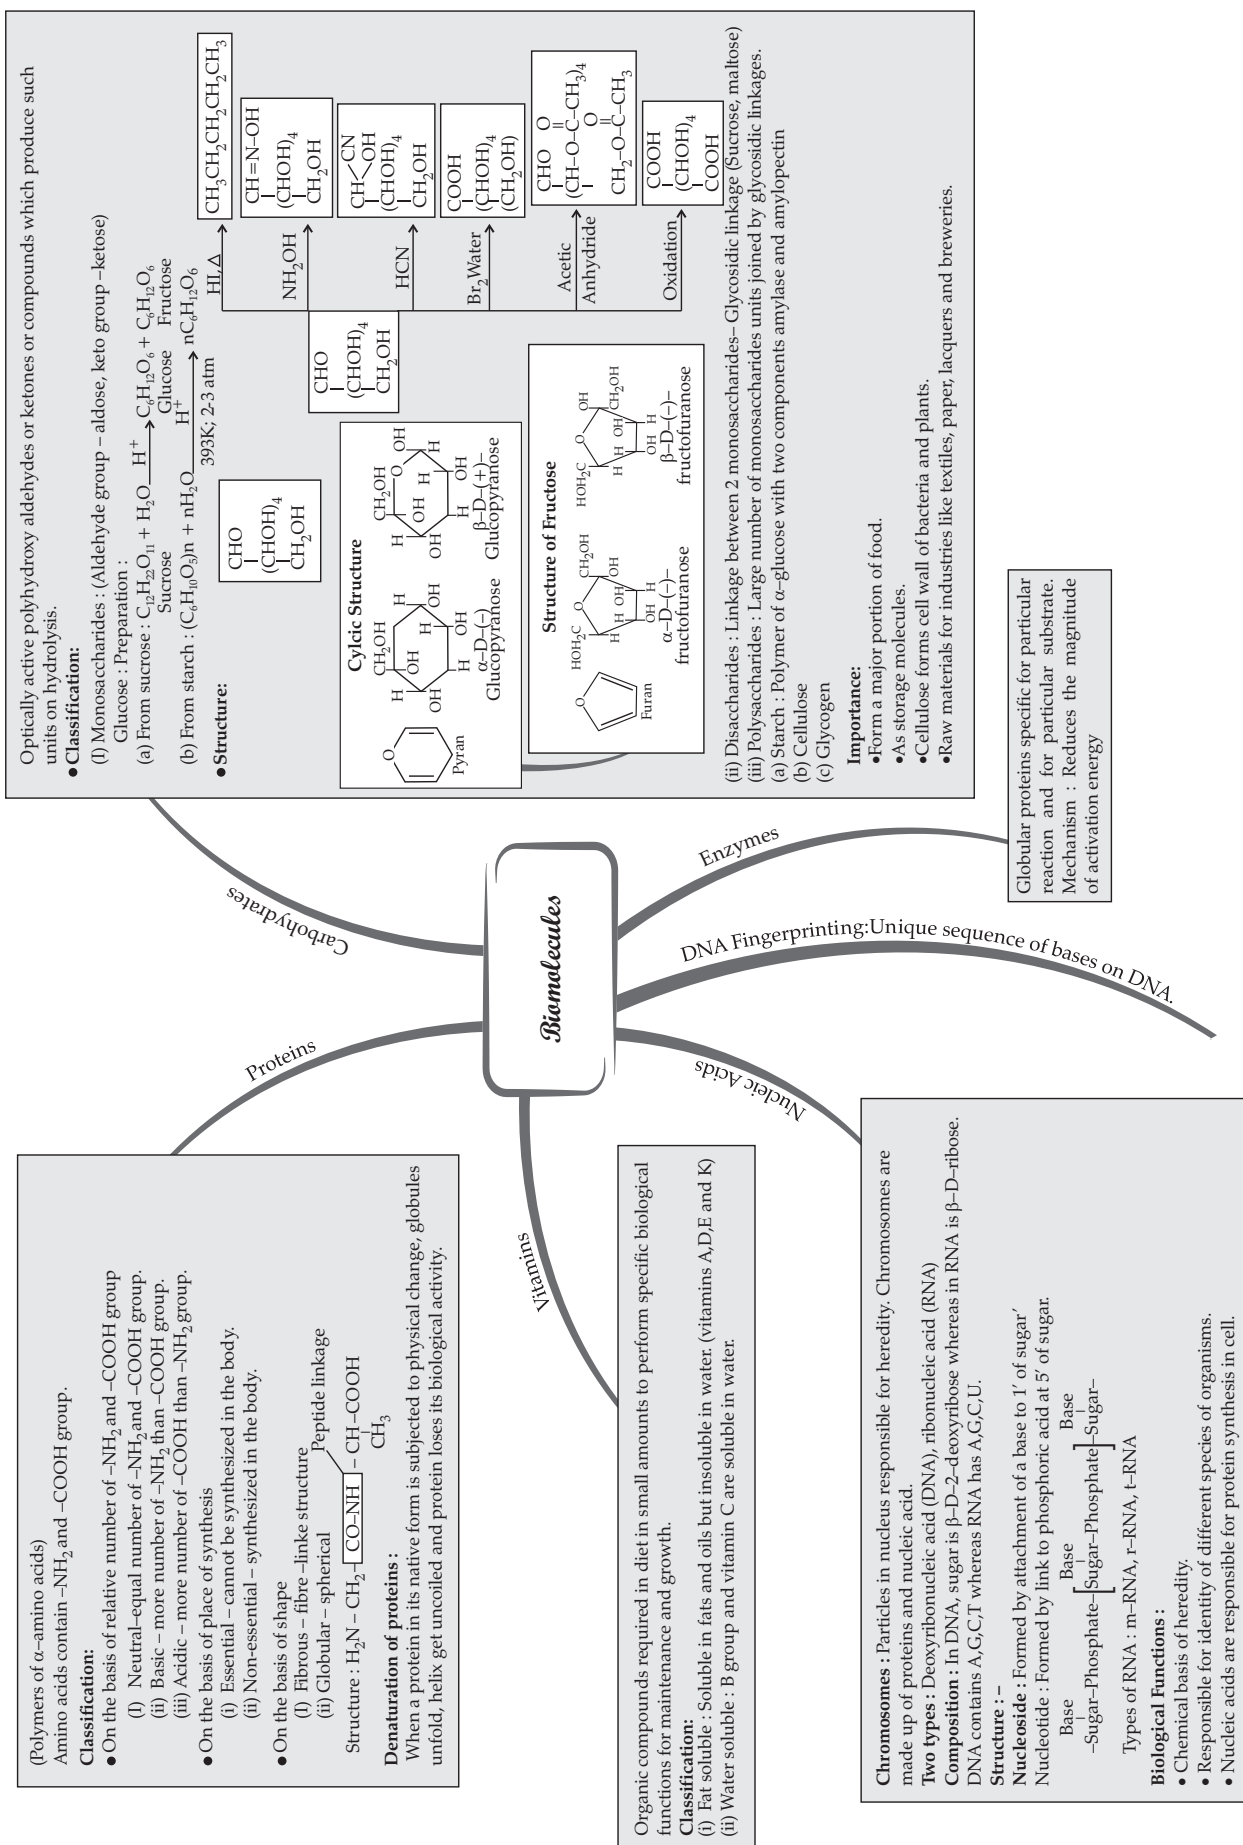 Biomolecules
Carbohydrates
Optically active polyhydroxy aldehydes or ketones or compounds which produce such
units on hydrolysis.
●Classification:
(I) Monosaccharides : (Aldehyde group – aldose, keto group –ketose)
Glucose : Preparation :
(a) From sucrose : C₁₂H₂₂O₁₁ + H₂O —H⁺→ C₆H₁₂O₆ + C₆H₁₂O₆
Sucrose Glucose Fructose
(b) From starch : (C₆H₁₀O₅)n + nH₂O —H⁺ 393K; 2-3 atm→ nC₆H₁₂O₆
●Structure:
CHO
(CHOH)₄
CH₂OH
CHO
(CHOH)₄
CH₂OH
HI,Δ
CH₃CH₂CH₂CH₂CH₂CH₃
NH₂OH
CH=N–OH
(CHOH)₄
CH₂OH
HCN
CH<CN
OH
(CHOH)₄
CH₂OH
Br₂Water
COOH
(CHOH)₄
(CH₂OH)
Acetic
Anhydride
CHO O
(CH–O–C–CH₃)₄
O
CH₂–O–C–CH₃
Oxidation
COOH
(CHOH)₄
COOH
Cylcic Structure
O
Pyran
CH₂OH
H
OH
H
OH
H
H
OH
H
OH
α–D–(–)
Glucopyranose
CH₂OH
H
O
OH
OH
H
H
OH
H
H
OH
β–D–(+)–
Glucopyranose
Structure of Fructose
O
Furan
HOH₂C
O
CH₂OH
H
H OH
OH
OH H
α–D–(–)–
fructofuranose
HOH₂C
O
OH
H
H OH
CH₂OH
OH H
β–D–(–)–
fructofuranose
(ii) Disaccharides : Linkage between 2 monosaccharides– Glycosidic linkage (Sucrose, maltose)
(iii) Polysaccharides : Large number of monosaccharides units joined by glycosidic linkages.
(a) Starch : Polymer of α–glucose with two components amylase and amylopectin
(b) Cellulose
(c) Glycogen
Importance:
•Form a major portion of food.
•As storage molecules.
•Cellulose forms cell wall of bacteria and plants.
•Raw materials for industries like textiles, paper, lacquers and breweries.
Enzymes
Globular proteins specific for particular
reaction and for particular substrate.
Mechanism : Reduces the magnitude
of activation energy
DNA Fingerprinting:Unique sequence of bases on DNA.
Proteins
(Polymers of α–amino acids)
Amino acids contain –NH₂ and –COOH group.
Classification:
● On the basis of relative number of –NH₂ and –COOH group
(I) Neutral–equal number of –NH₂ and –COOH group.
(ii) Basic – more number of –NH₂ than –COOH group.
(iii) Acidic – more number of –COOH than –NH₂ group.
● On the basis of place of synthesis
(i) Essential – cannot be synthesized in the body.
(ii) Non-essential – synthesized in the body.
● On the basis of shape
(I) Fibrous – fibre –linke structure
(ii) Globular – spherical
Peptide linkage
Structure : H₂N – CH₂– CO–NH – CH –COOH
CH₃
Denaturation of proteins :
When a protein in its native form is subjected to physical change, globules
unfold, helix get uncoiled and protein loses its biological activity.
Vitamins
Organic compounds required in diet in small amounts to perform specific biological
functions for maintenance and growth.
Classification:
(i) Fat soluble : Soluble in fats and oils but insoluble in water. (vitamins A,D,E and K)
(ii) Water soluble : B group and vitamin C are soluble in water.
Nucleic Acids
Chromosomes : Particles in nucleus responsible for heredity. Chromosomes are
made up of proteins and nucleic acid.
Two types : Deoxyribonucleic acid (DNA), ribonucleic acid (RNA)
Composition : In DNA, sugar is β–D–2–deoxyribose whereas in RNA is β–D–ribose.
DNA contains A,G,C,T whereas RNA has A,G,C,U.
Structure : –
Nucleoside : Formed by attachment of a base to 1′ of sugar′
Nucleotide : Formed by link to phosphoric acid at 5′ of sugar.
Base Base Base
–Sugar–Phosphate–[Sugar–Phosphate]–Sugar–
Types of RNA : m–RNA, r–RNA, t–RNA
Biological Functions :
• Chemical basis of heredity.
• Responsible for identity of different species of organisms.
• Nucleic acids are responsible for protein synthesis in cell.